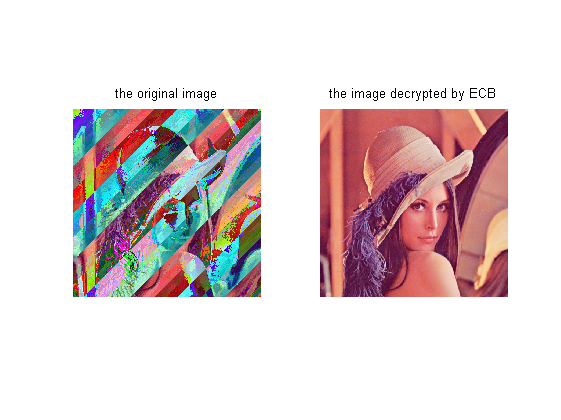 the original image
the image decrypted by ECB